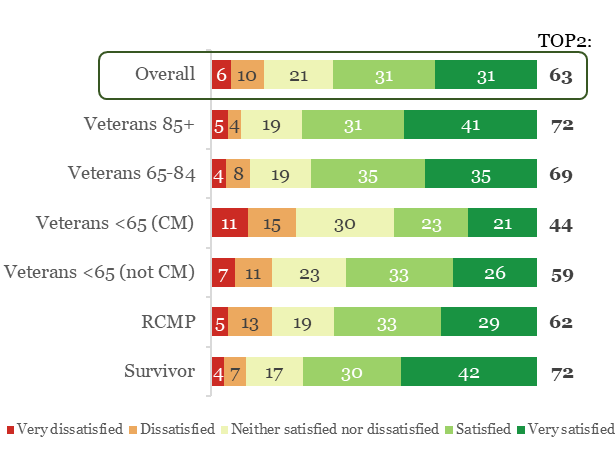 TOP2:
Overall 6 10 21 31 31 63
Veterans 85+ 5 4 19 31 41 72
Veterans 65-84 4 8 19 35 35 69
Veterans <65 (CM) 11 15 30 23 21 44
Veterans <65 (not CM) 7 11 23 33 26 59
RCMP 5 13 19 33 29 62
Survivor 4 7 17 30 42 72
Very dissatisfied Dissatisfied Neither satisfied nor dissatisfied Satisfied Very satisfied